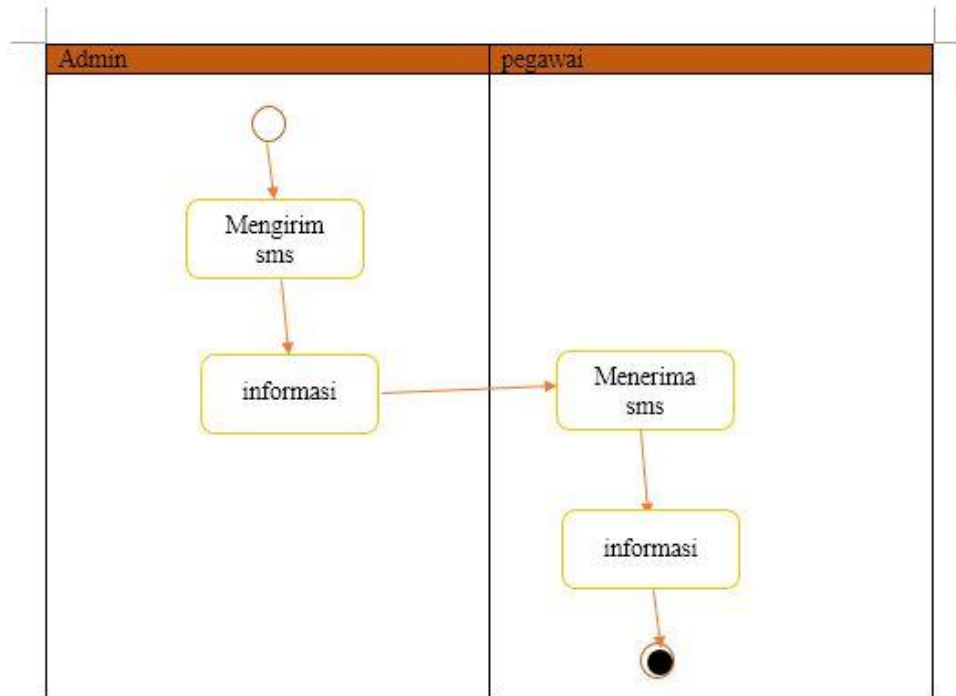 Admin
pegawai
Mengirim
sms
informasi
Menerima
sms
informasi